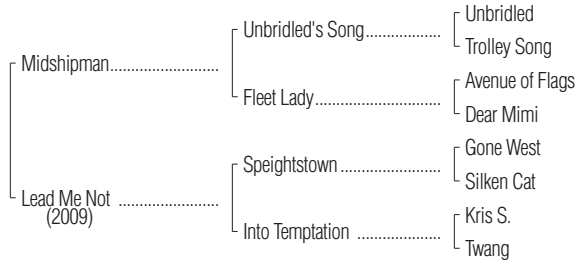 Unbridled
Unbridled's Song
Trolley Song
Midshipman
Avenue of Flags
Fleet Lady
Dear Mimi
Gone West
Speightstown
Silken Cat
Lead Me Not
(2009)
Kris S.
Into Temptation
Twang